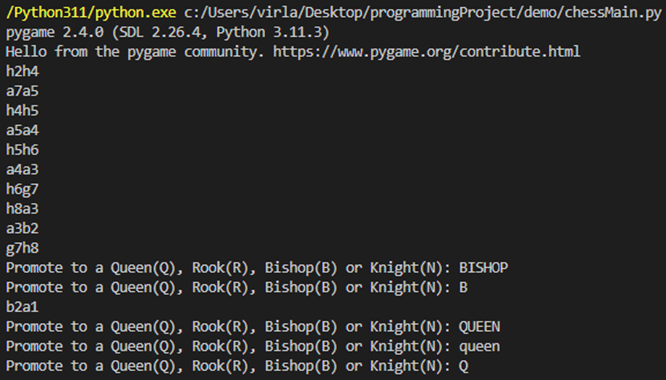 /Python311/python.exe c:/Users/virla/Desktop/programmingProject/demo/chessMain.py
pygame 2.4.0 (SDL 2.26.4, Python 3.11.3)
Hello from the pygame community. https://www.pygame.org/contribute.html
h2h4
a7a5
h4h5
a5a4
h5h6
a4a3
h6g7
h8a3
a3b2
g7h8
Promote to a Queen(Q), Rook(R), Bishop(B) or Knight(N): BISHOP
Promote to a Queen(Q), Rook(R), Bishop(B) or Knight(N): B
b2a1
Promote to a Queen(Q), Rook(R), Bishop(B) or Knight(N): QUEEN
Promote to a Queen(Q), Rook(R), Bishop(B) or Knight(N): queen
Promote to a Queen(Q), Rook(R), Bishop(B) or Knight(N): Q